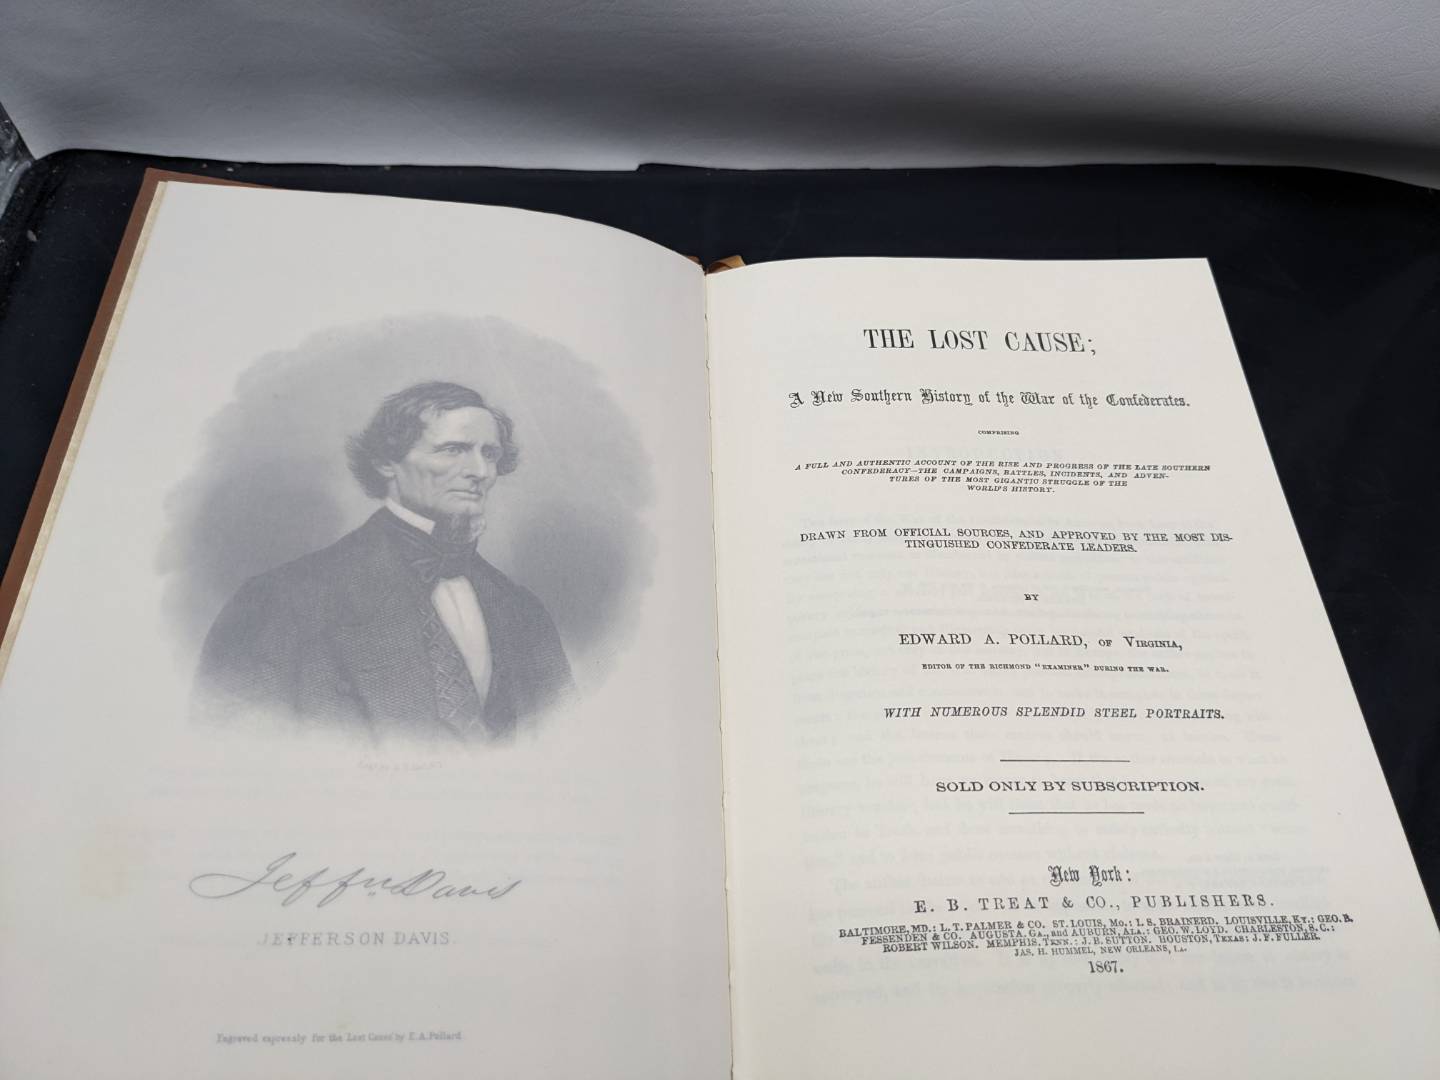 Jeffn Davis
JEFFERSON DAVIS.
Engraved expressly for the Lost Cause by E.A.Pollard
THE LOST CAUSE;
A New Southern History of the War of the Confederates.
COMPRISING
A FULL AND AUTHENTIC ACCOUNT OF THE RISE AND PROGRESS OF THE LATE SOUTHERN
CONFEDERACY—THE CAMPAIGNS, BATTLES, INCIDENTS, AND ADVEN-
TURES OF THE MOST GIGANTIC STRUGGLE OF THE
WORLD'S HISTORY.
DRAWN FROM OFFICIAL SOURCES, AND APPROVED BY THE MOST DIS-
TINGUISHED CONFEDERATE LEADERS.
BY
EDWARD A. POLLARD, OF VIRGINIA,
EDITOR OF THE RICHMOND "EXAMINER" DURING THE WAR.
WITH NUMEROUS SPLENDID STEEL PORTRAITS.
SOLD ONLY BY SUBSCRIPTION.
New York:
E. B. TREAT & CO., PUBLISHERS.
BALTIMORE, MD.: L. T. PALMER & CO. ST. LOUIS, MO.: I. S. BRAINERD. LOUISVILLE, KY.: GEO. B.
FESSENDEN & CO. AUGUSTA, GA., and AUBURN, ALA.: GEO. W. LOYD. CHARLESTON, S. C.:
ROBERT WILSON. MEMPHIS, TENN.: J. B. SUTTON. HOUSTON, TEXAS: J. F. FULLER.
JAS. H. HUMMEL, NEW ORLEANS, LA.
1867.